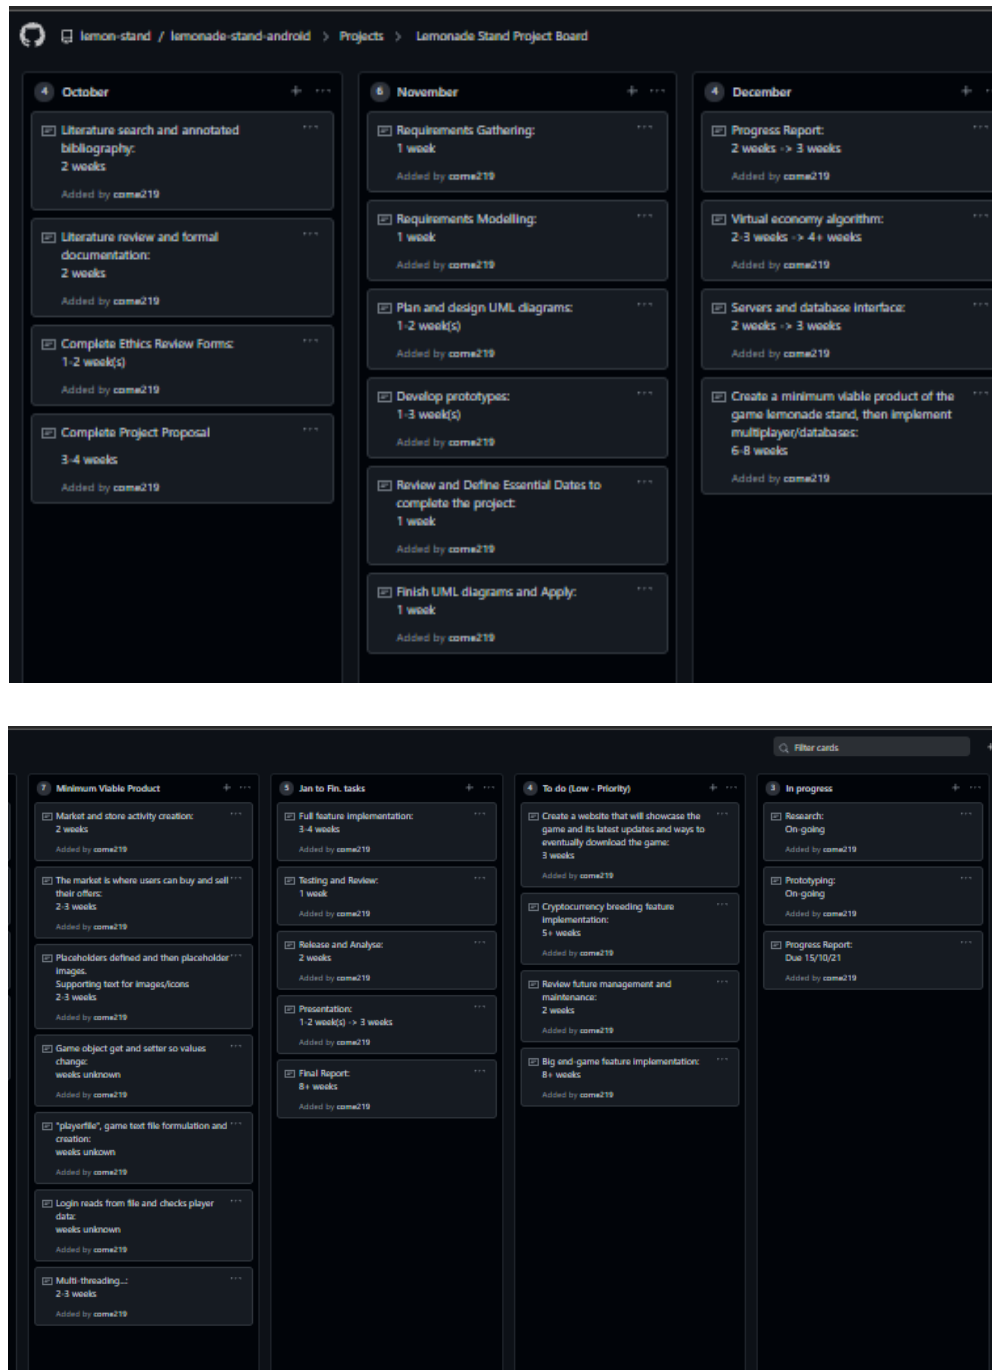 lemon-stand / lemonade-stand-android > Projects > Lemonade Stand Project Board
4 October
Literature search and annotated
bibliography:
2 weeks
Added by come219
Literature review and formal
documentation:
2 weeks
Added by come219
Complete Ethics Review Forms:
1-2 week(s)
Added by come219
Complete Project Proposal
3-4 weeks
Added by come219
6 November
Requirements Gathering:
1 week
Added by come219
Requirements Modelling:
1 week
Added by come219
Plan and design UML diagrams:
1-2 week(s)
Added by come219
Develop prototypes:
1-3 week(s)
Added by come219
Review and Define Essential Dates to
complete the project:
1 week
Added by come219
Finish UML diagrams and Apply:
1 week
Added by come219
4 December
Progress Report:
2 weeks -> 3 weeks
Added by come219
Virtual economy algorithm:
2-3 weeks -> 4+ weeks
Added by come219
Servers and database interface:
2 weeks -> 3 weeks
Added by come219
Create a minimum viable product of the
game lemonade stand, then implement
multiplayer/databases:
6-8 weeks
Added by come219
Filter cards
7 Minimum Viable Product
Market and store activity creation:
2 weeks
Added by come219
The market is where users can buy and sell
their offers:
2-3 weeks
Added by come219
Placeholders defined and then placeholder
images.
Supporting text for images/icons
2-3 weeks
Added by come219
Game object get and setter so values
change:
weeks unknown
Added by come219
"playerfile", game text file formulation and
creation:
weeks unkown
Added by come219
Login reads from file and checks player
data:
weeks unknown
Added by come219
Multi-threading...:
2-3 weeks
Added by come219
5 Jan to Fin. tasks
Full feature implementation:
3-4 weeks
Added by come219
Testing and Review:
1 week
Added by come219
Release and Analyse:
2 weeks
Added by come219
Presentation:
1-2 week(s) -> 3 weeks
Added by come219
Final Report:
8+ weeks
Added by come219
4 To do (Low - Priority)
Create a website that will showcase the
game and its latest updates and ways to
eventually download the game:
3 weeks
Added by come219
Cryptocurrency breeding feature
implementation:
5+ weeks
Added by come219
Review future management and
maintenance:
2 weeks
Added by come219
Big end-game feature implementation:
8+ weeks
Added by come219
3 In progress
Research:
On-going
Added by come219
Prototyping:
On-going
Added by come219
Progress Report:
Due 15/10/21
Added by come219